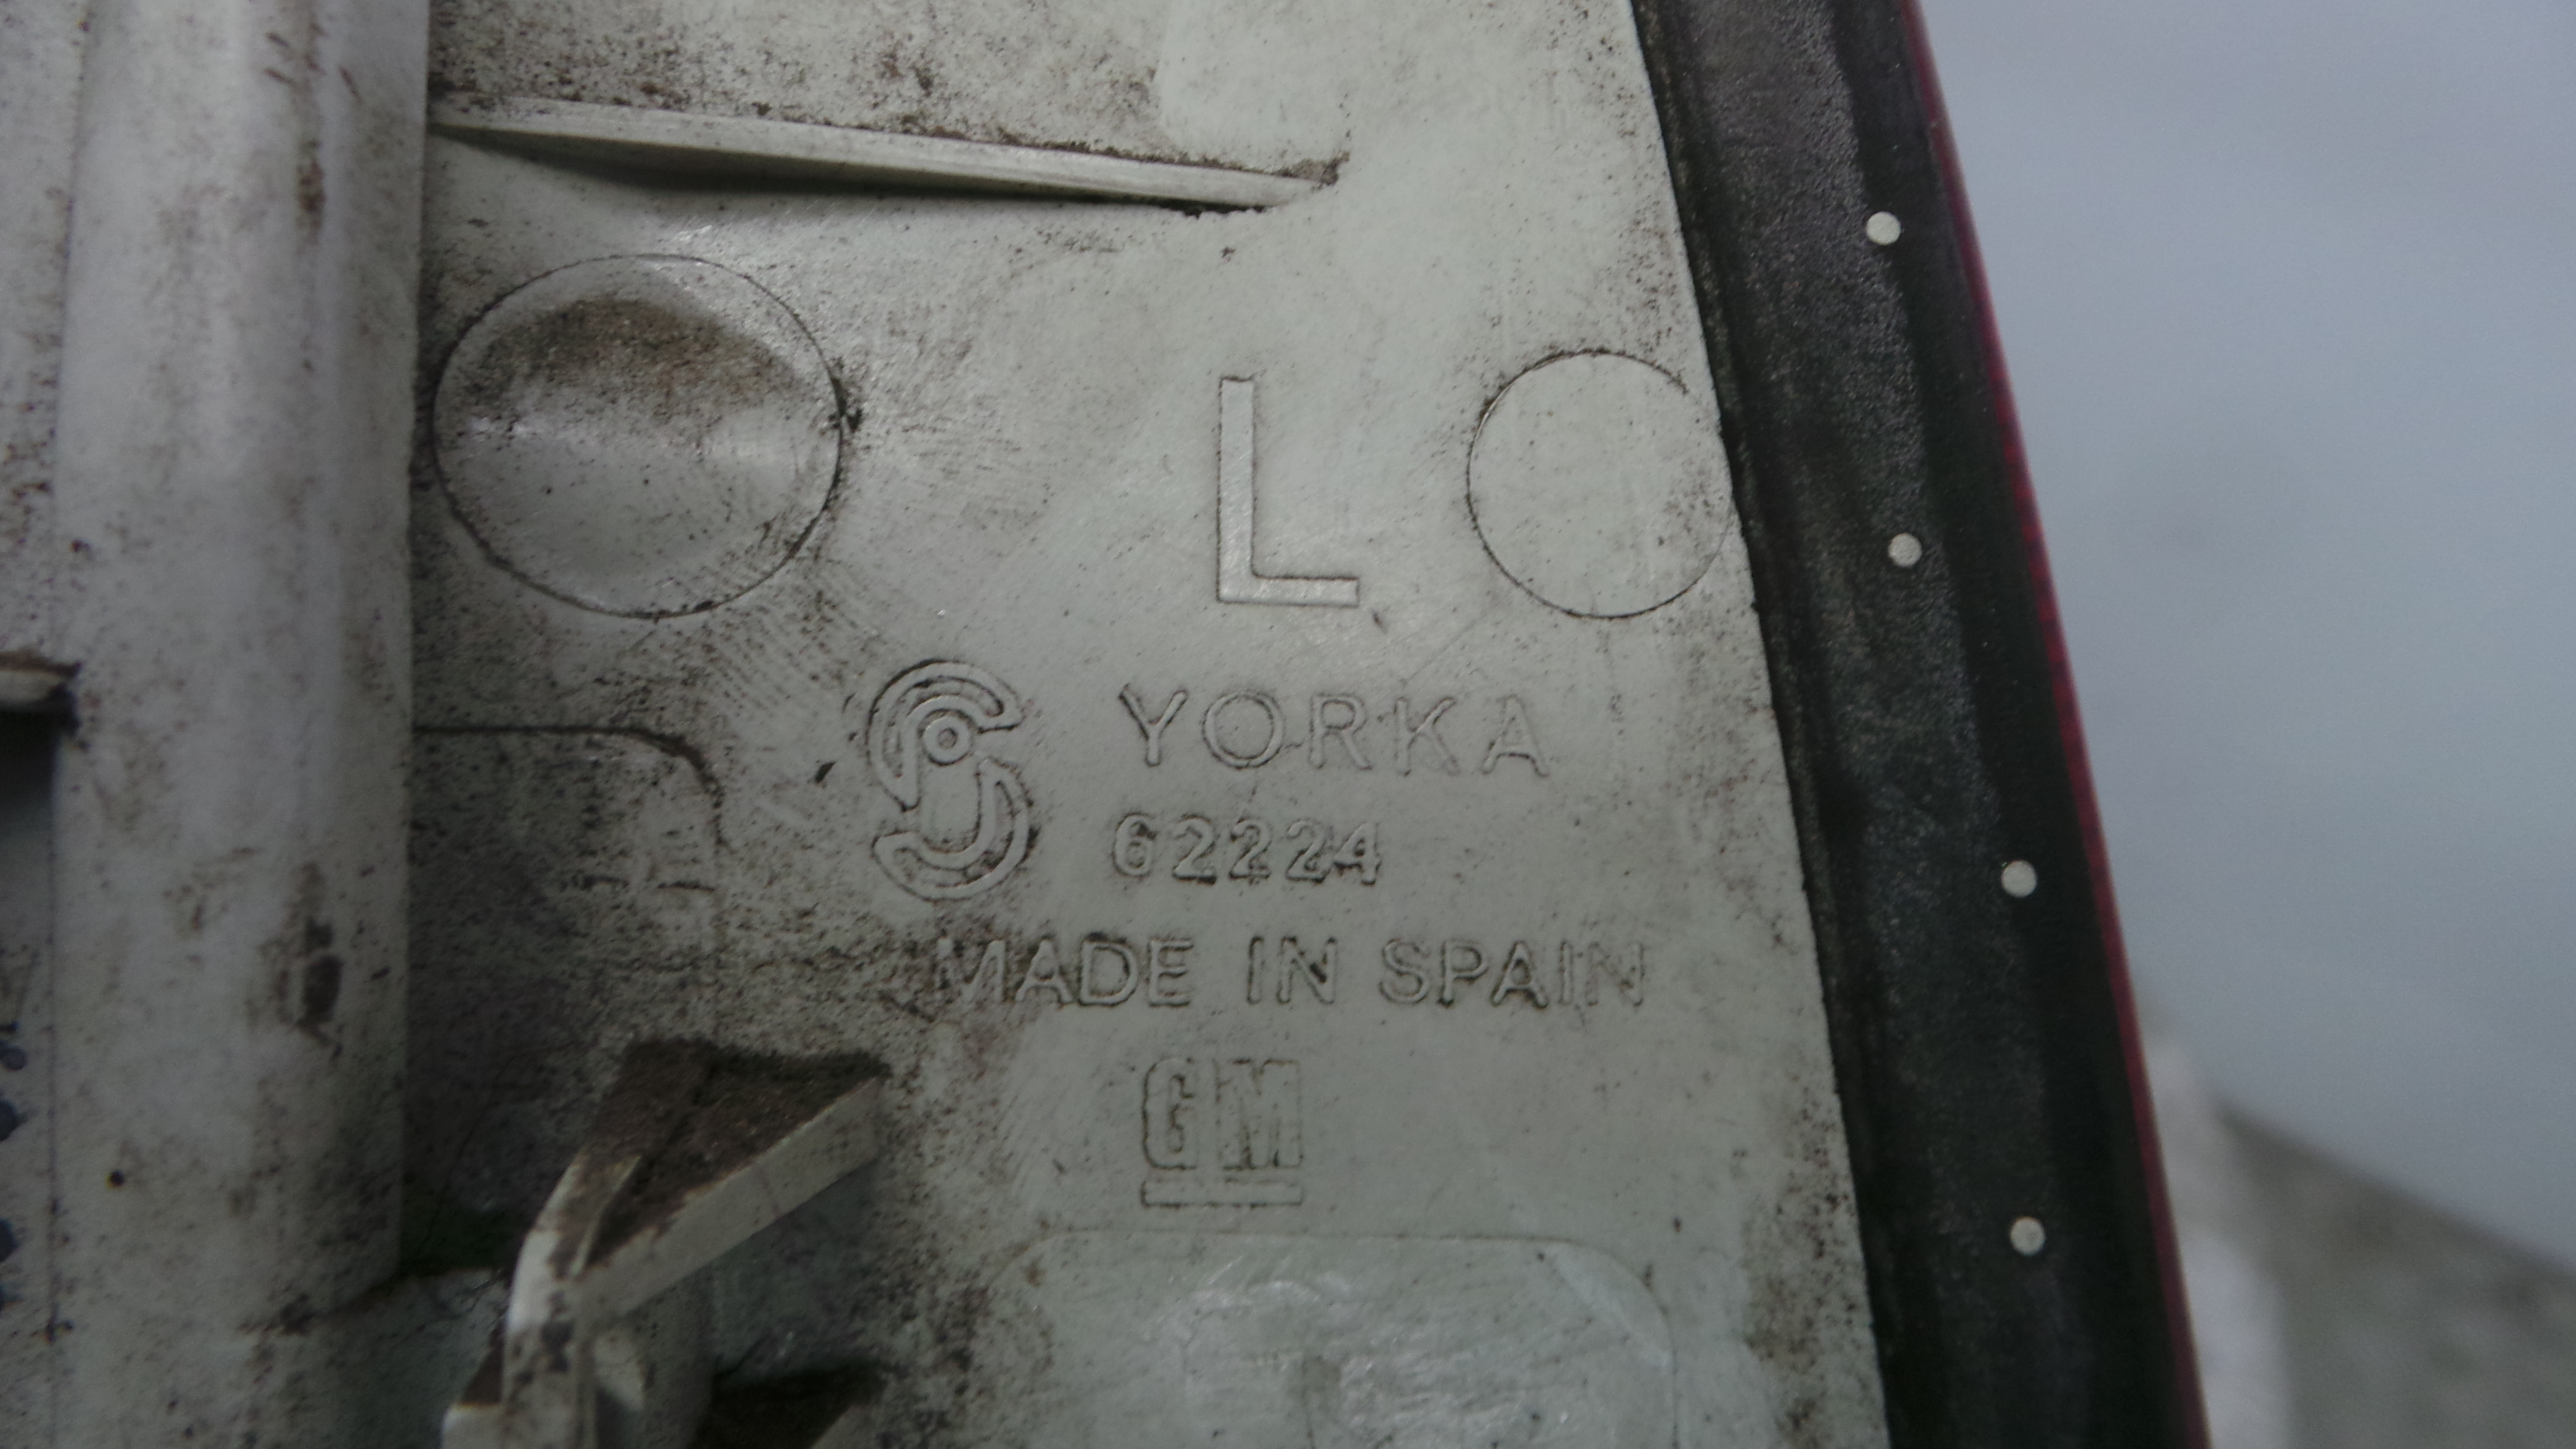 L
YORKA
62224
MADE IN SPAIN
GM